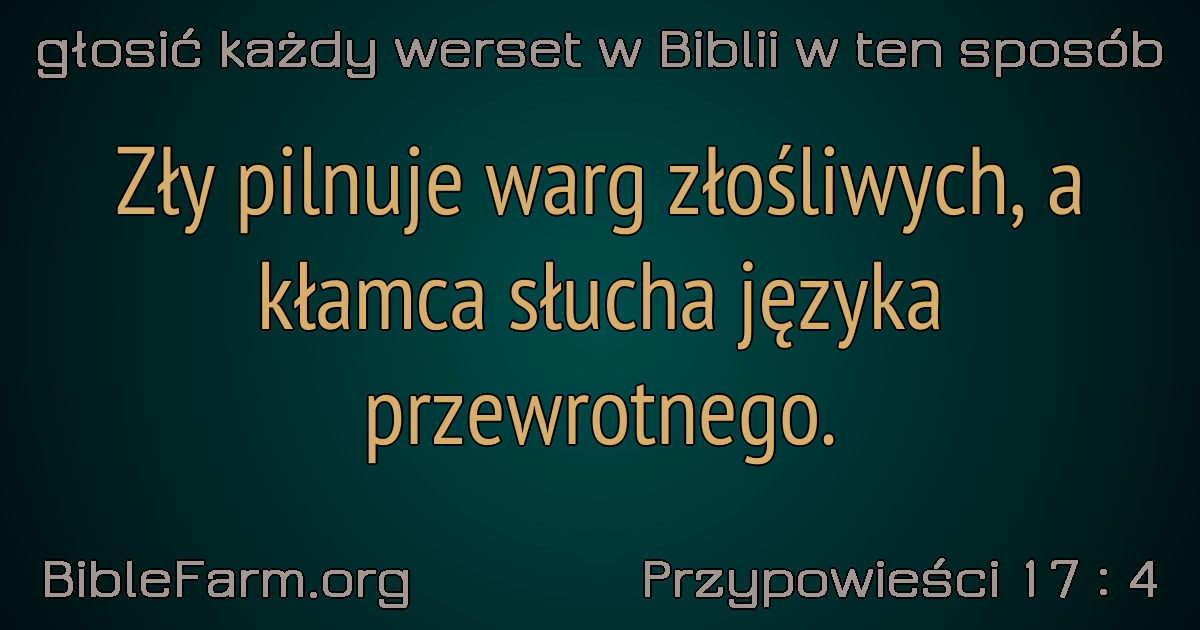 głosić każdy werset w Biblii w ten sposób
Zły pilnuje warg złośliwych, a
kłamca słucha języka
przewrotnego.
BibleFarm.org
Przypowieści 17 : 4